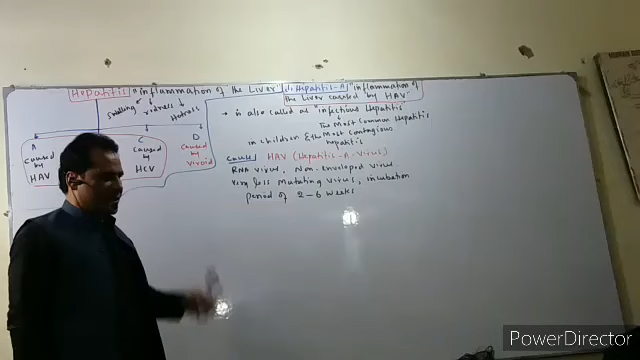 Hepatitis "inflammation of the Liver
swelling redness Hotness
A
caused
by
HAV
C
caused
by
HCV
D
caused
by
viroid
Hepatitis-A "inflammation of
the Liver caused by HAV"
is also called as "infectious Hepatitis"
The Most Common Hepatitis
in children & the Most Contagious
hepatitis
Cause HAV (Hepatitis-A-Virus)
RNA virus, Non-enveloped virus
very less Mutating virus, incubation
period of 2-6 weeks
PowerDirector